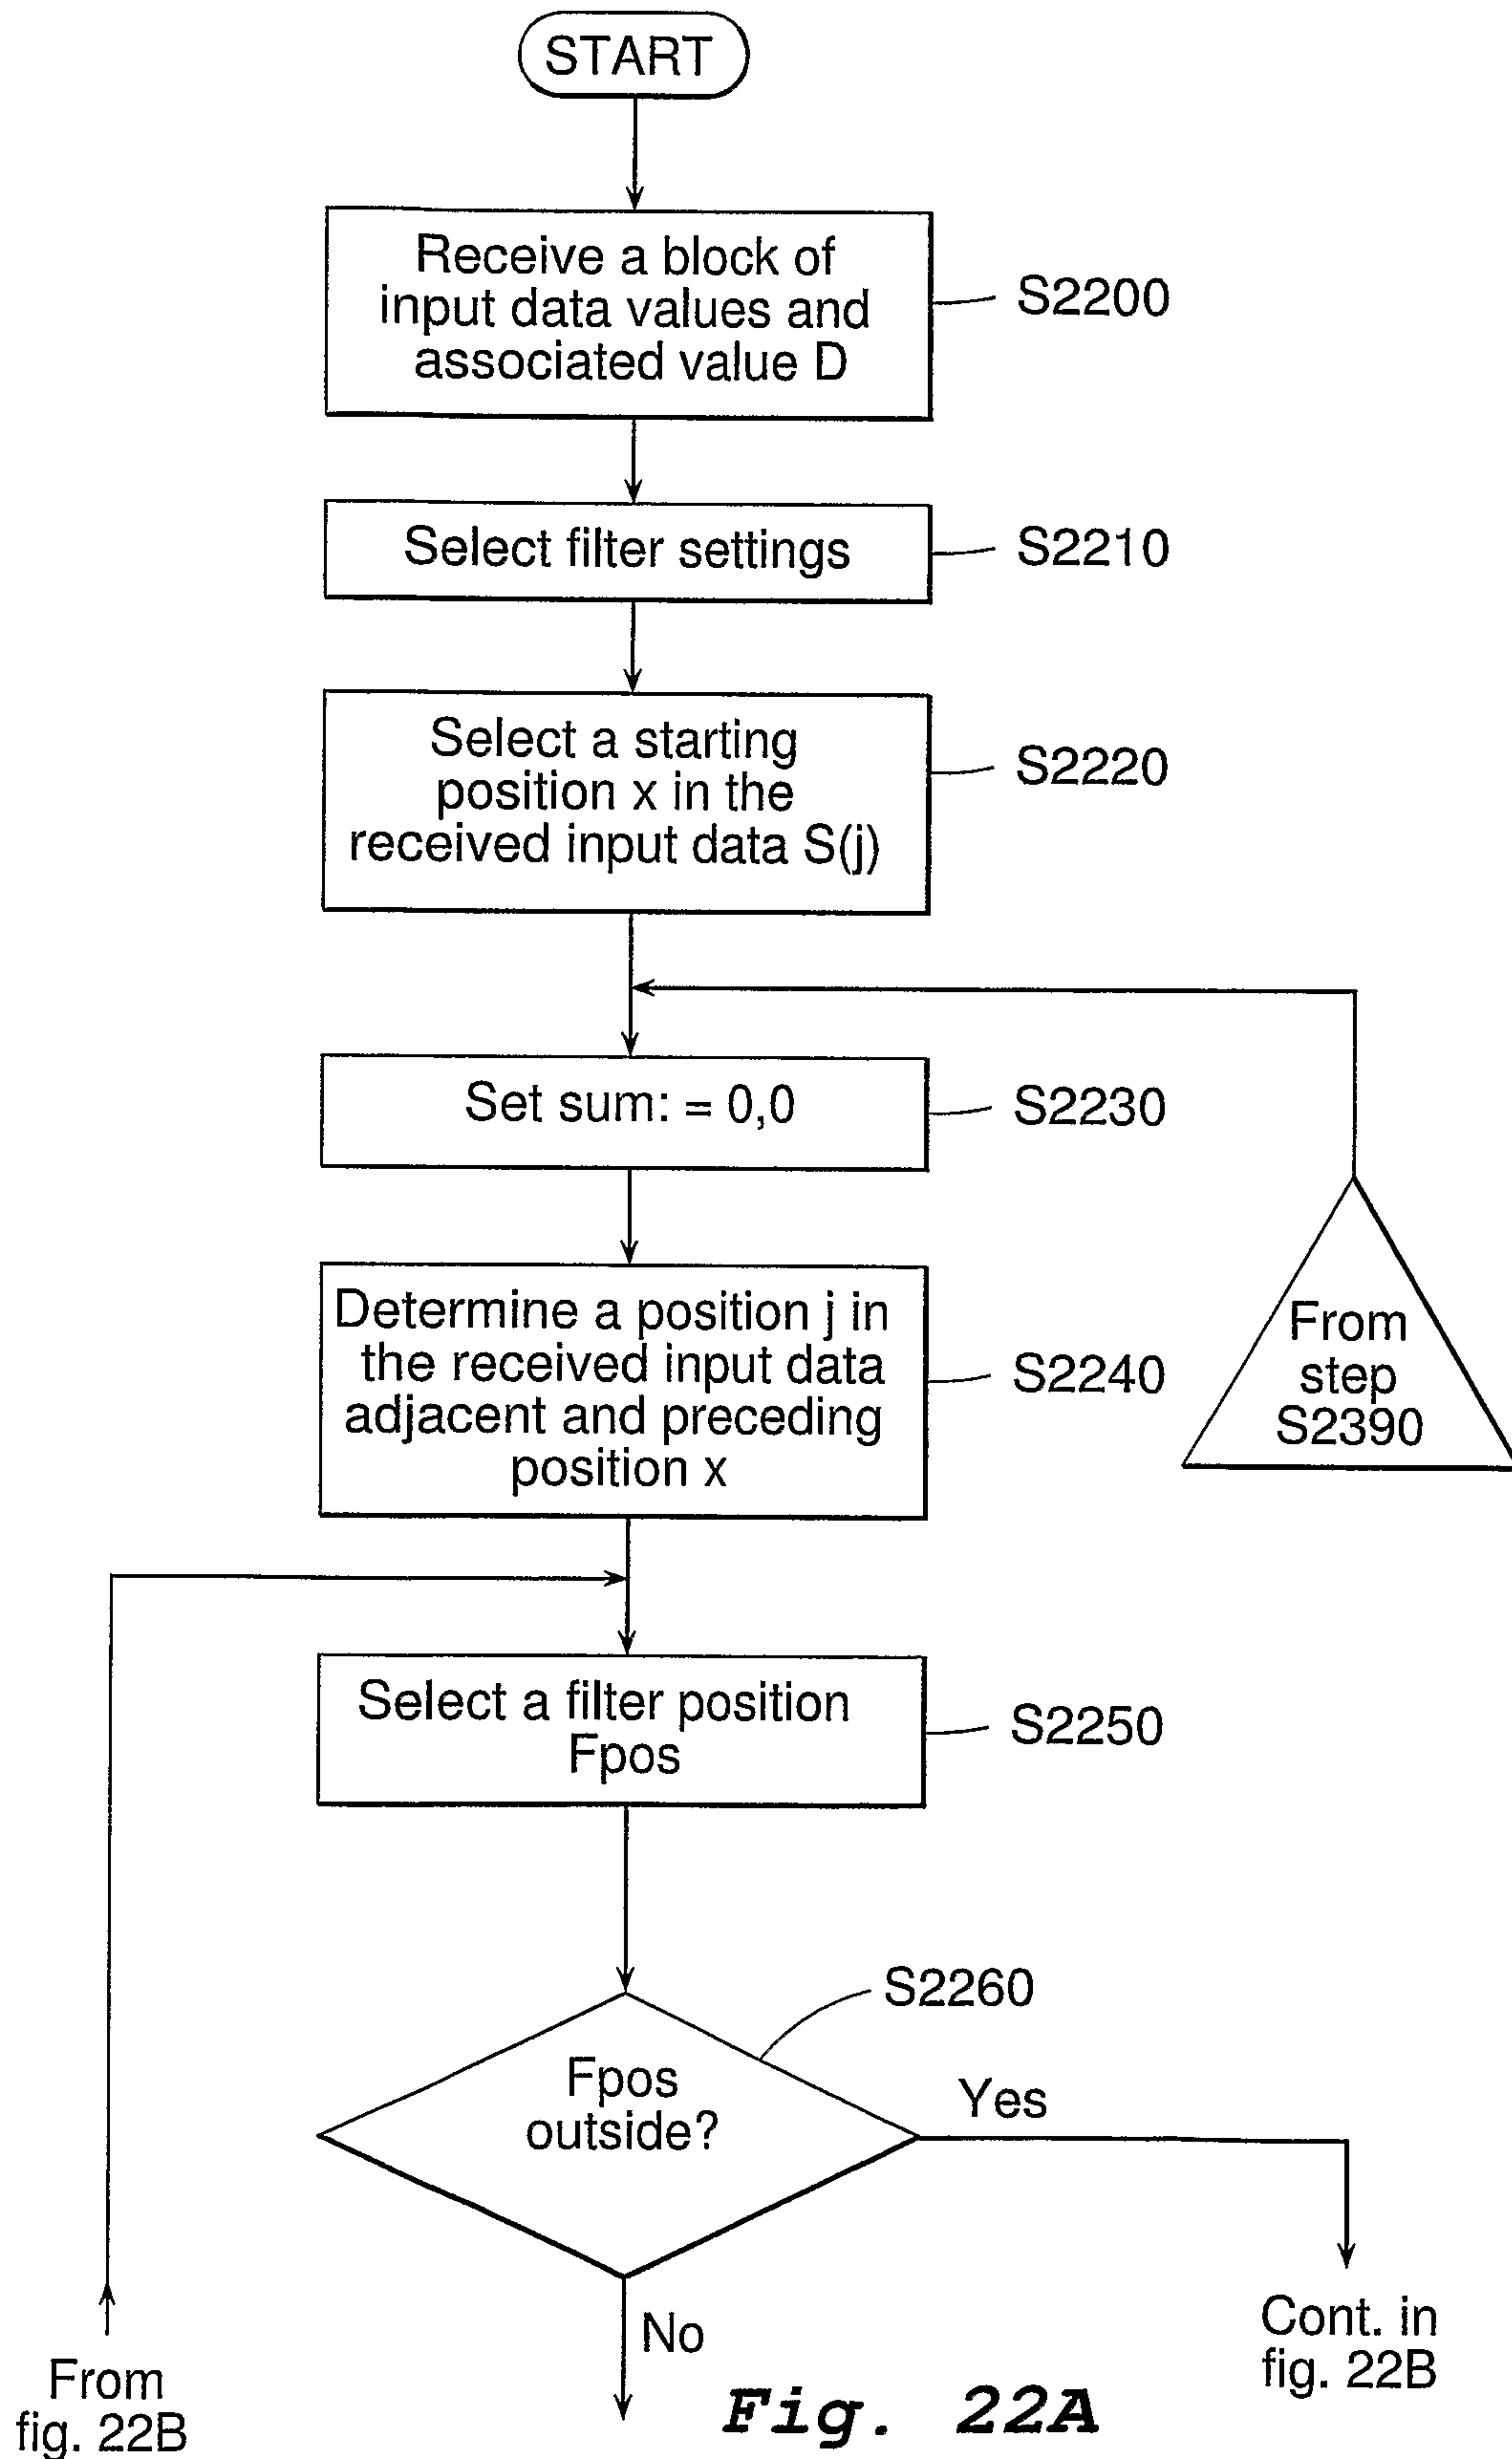 START
Receive a block of
input data values and
associated value D
S2200
Select filter settings
S2210
Select a starting
position x in the
received input data S(j)
S2220
Set sum: = 0,0
S2230
Determine a position j in
the received input data
adjacent and preceding
position x
S2240
From
step
S2390
Select a filter position
Fpos
S2250
Fpos
outside?
S2260
Yes
No
Cont. in
fig. 22B
From
fig. 22B
Fig. 22A